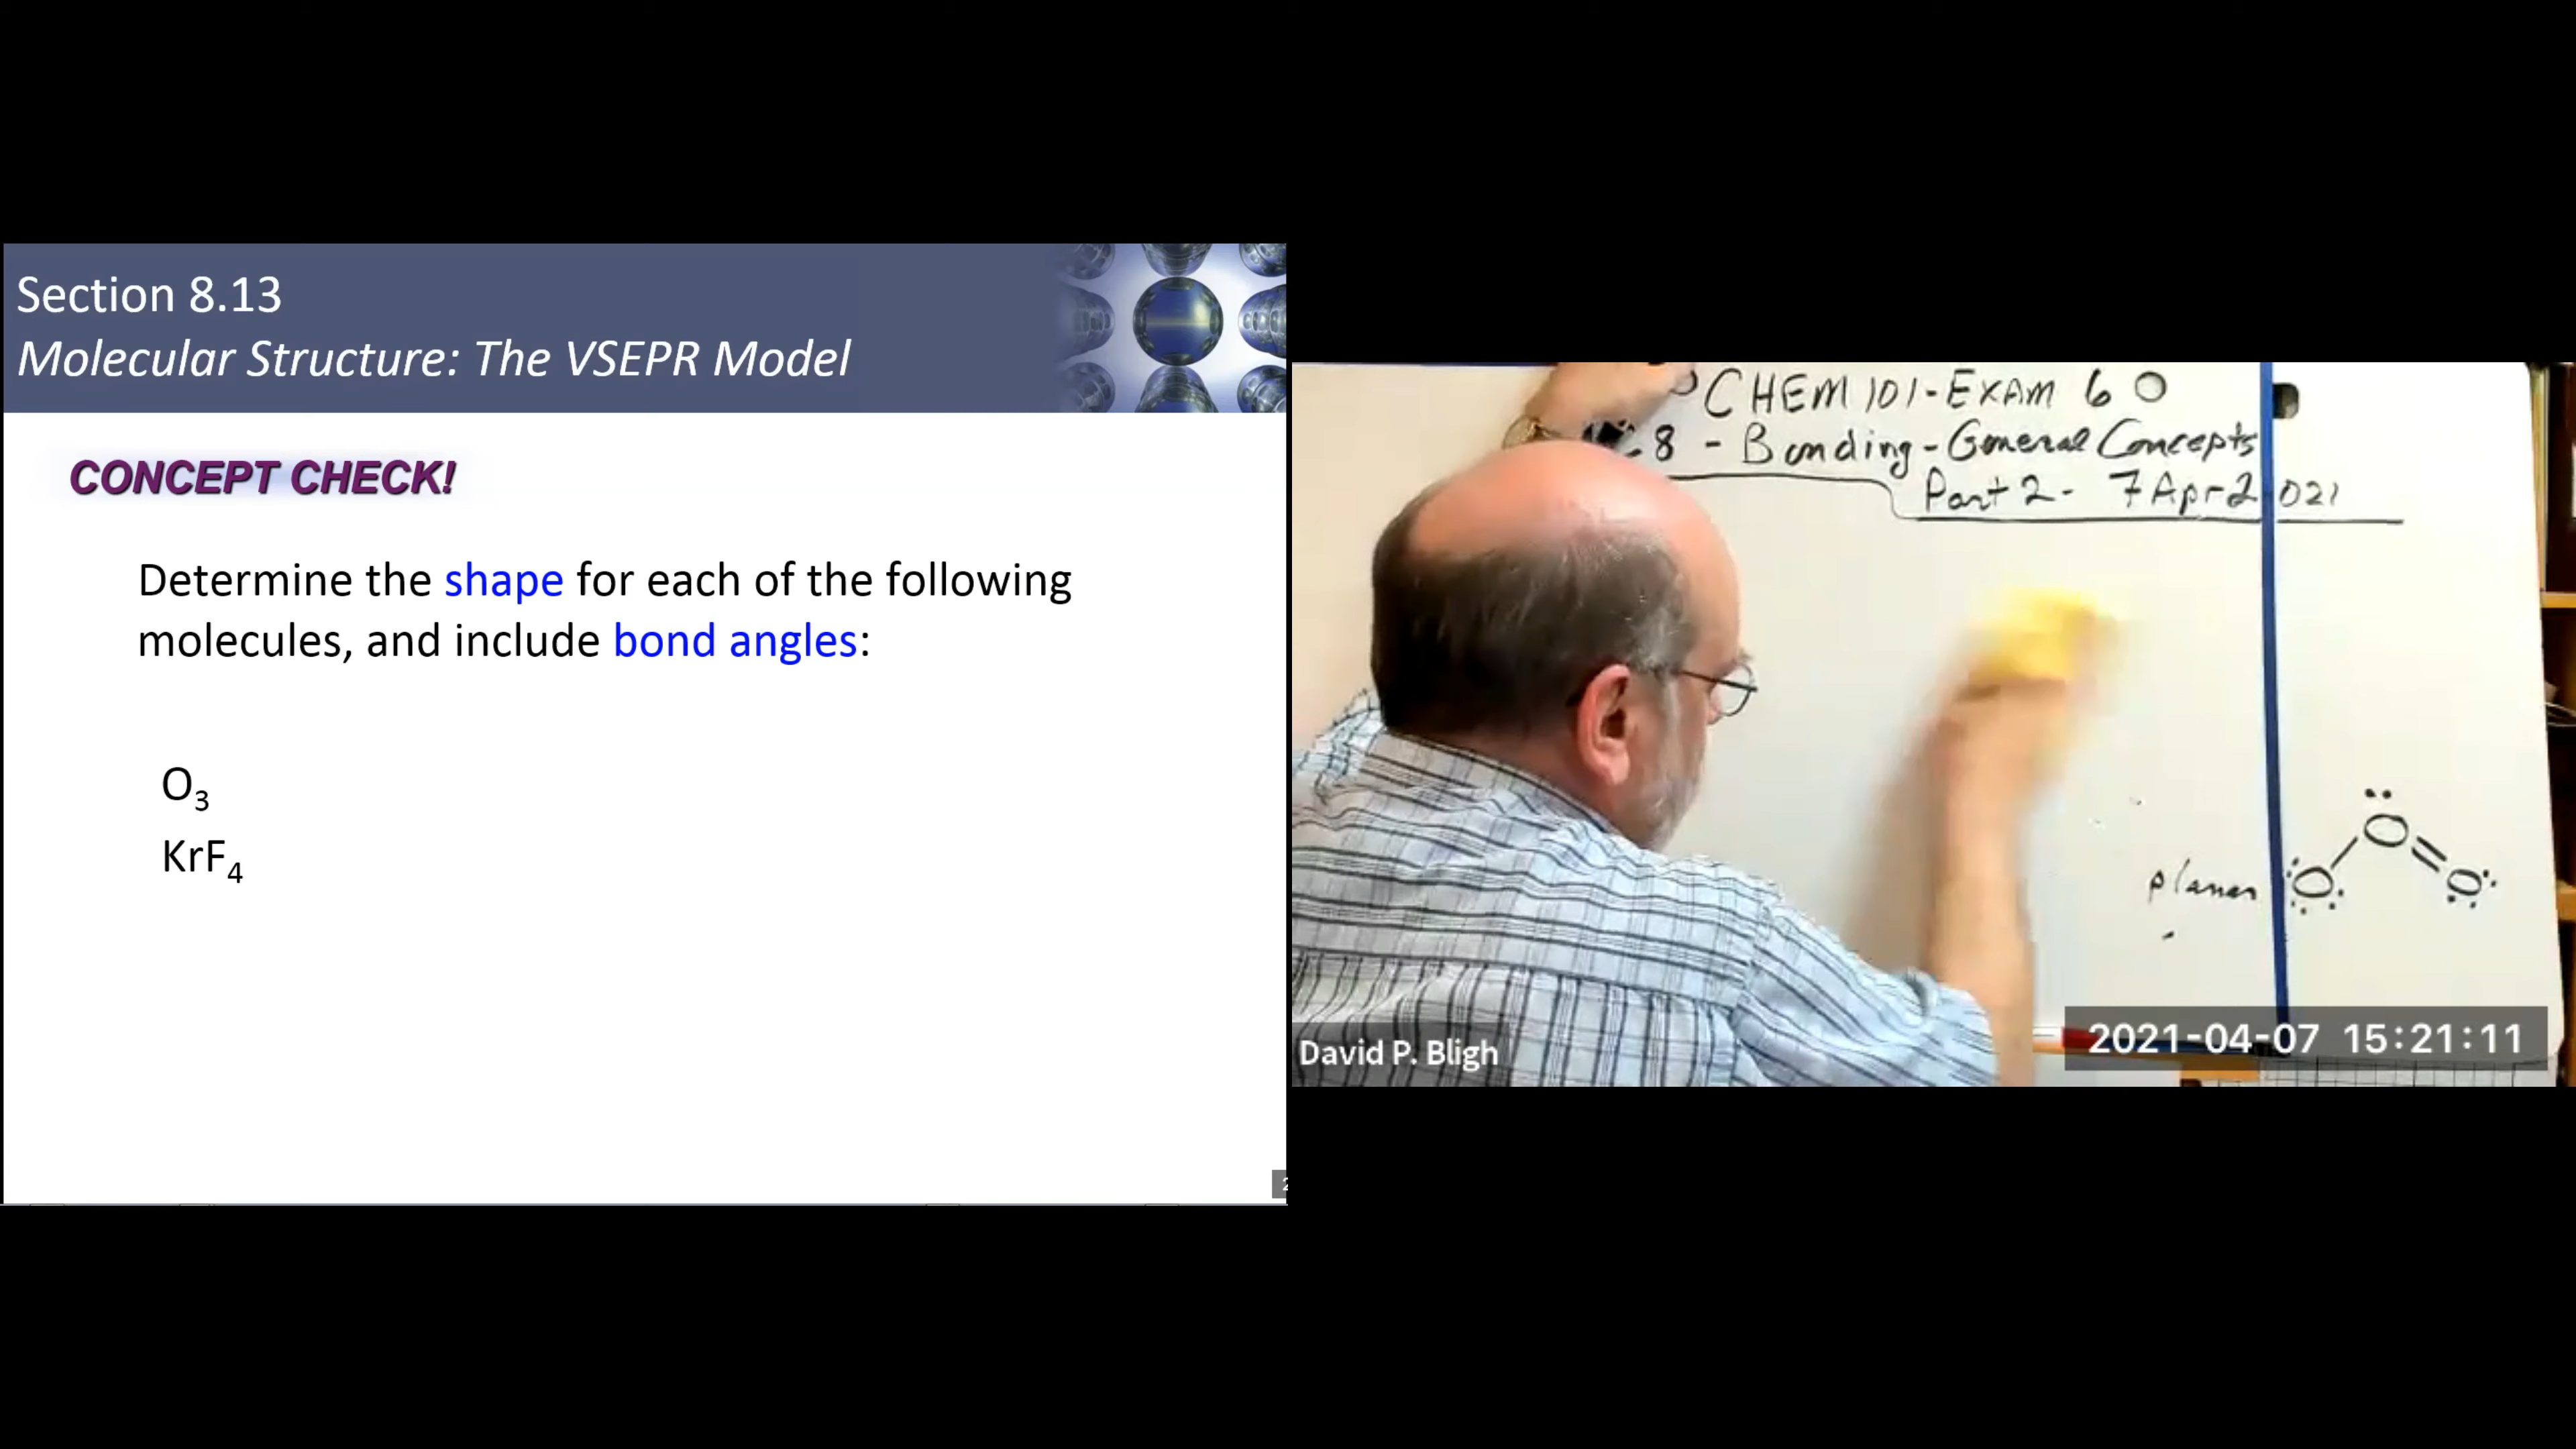 Section 8.13
Molecular Structure: The VSEPR Model
CONCEPT CHECK!
Determine the shape for each of the following
molecules, and include bond angles:
O₃
KrF₄
2
CHEM 101-EXAM 6
8 - Bonding - General Concepts
Part 2 - 7 Apr 2021
O
O=O
planar
David P. Bligh
2021-04-07 15:21:11